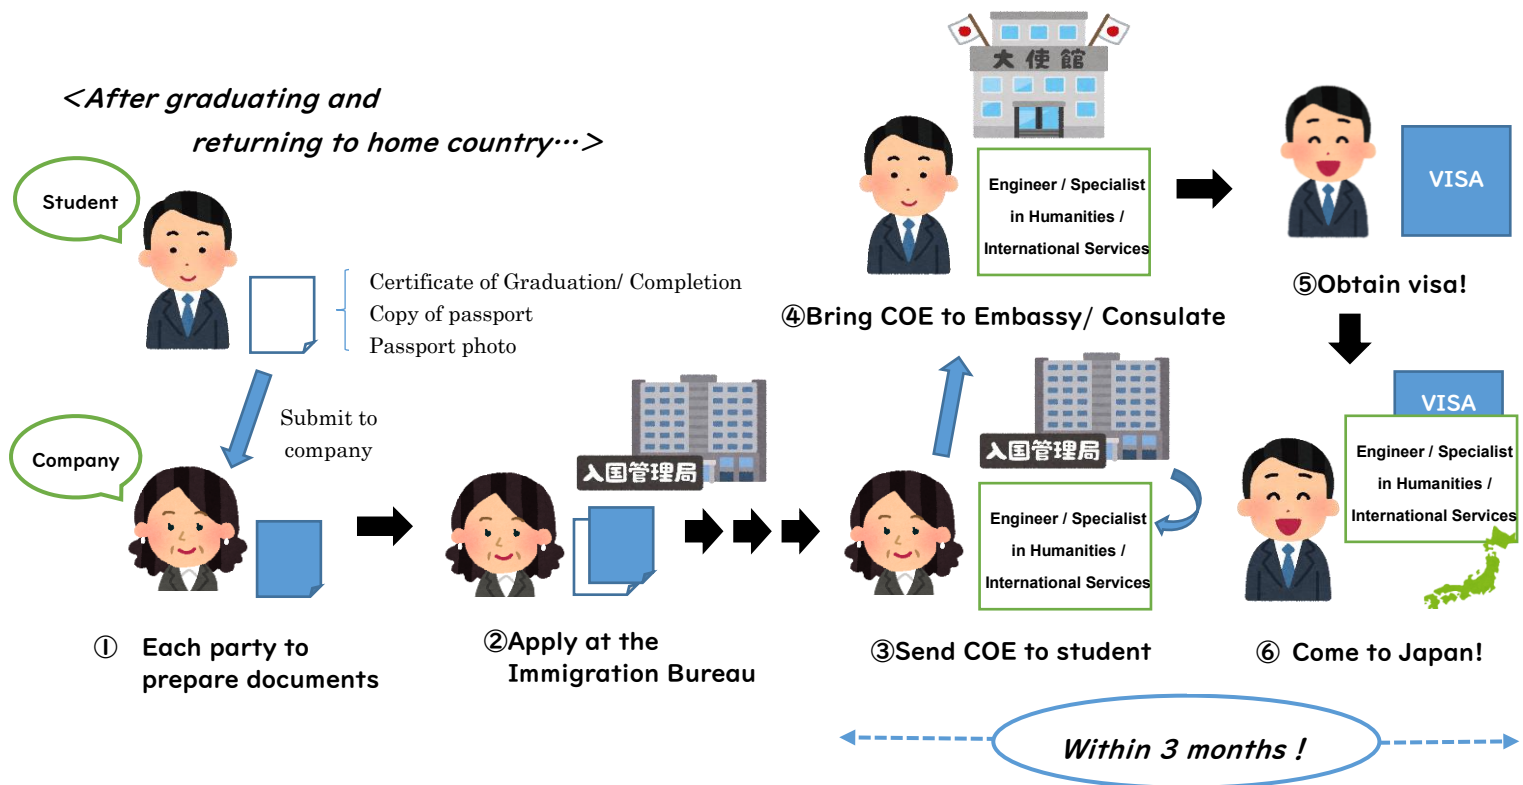 <After graduating and
returning to home country…>
Student
Certificate of Graduation/ Completion
Copy of passport
Passport photo
Submit to
company
Company
① Each party to
prepare documents
入国管理局
②Apply at the
Immigration Bureau
入国管理局
Engineer / Specialist
in Humanities /
International Services
③Send COE to student
大使館
Engineer / Specialist
in Humanities /
International Services
④Bring COE to Embassy/ Consulate
VISA
⑤Obtain visa!
VISA
Engineer / Specialist
in Humanities /
International Services
⑥ Come to Japan!
Within 3 months !